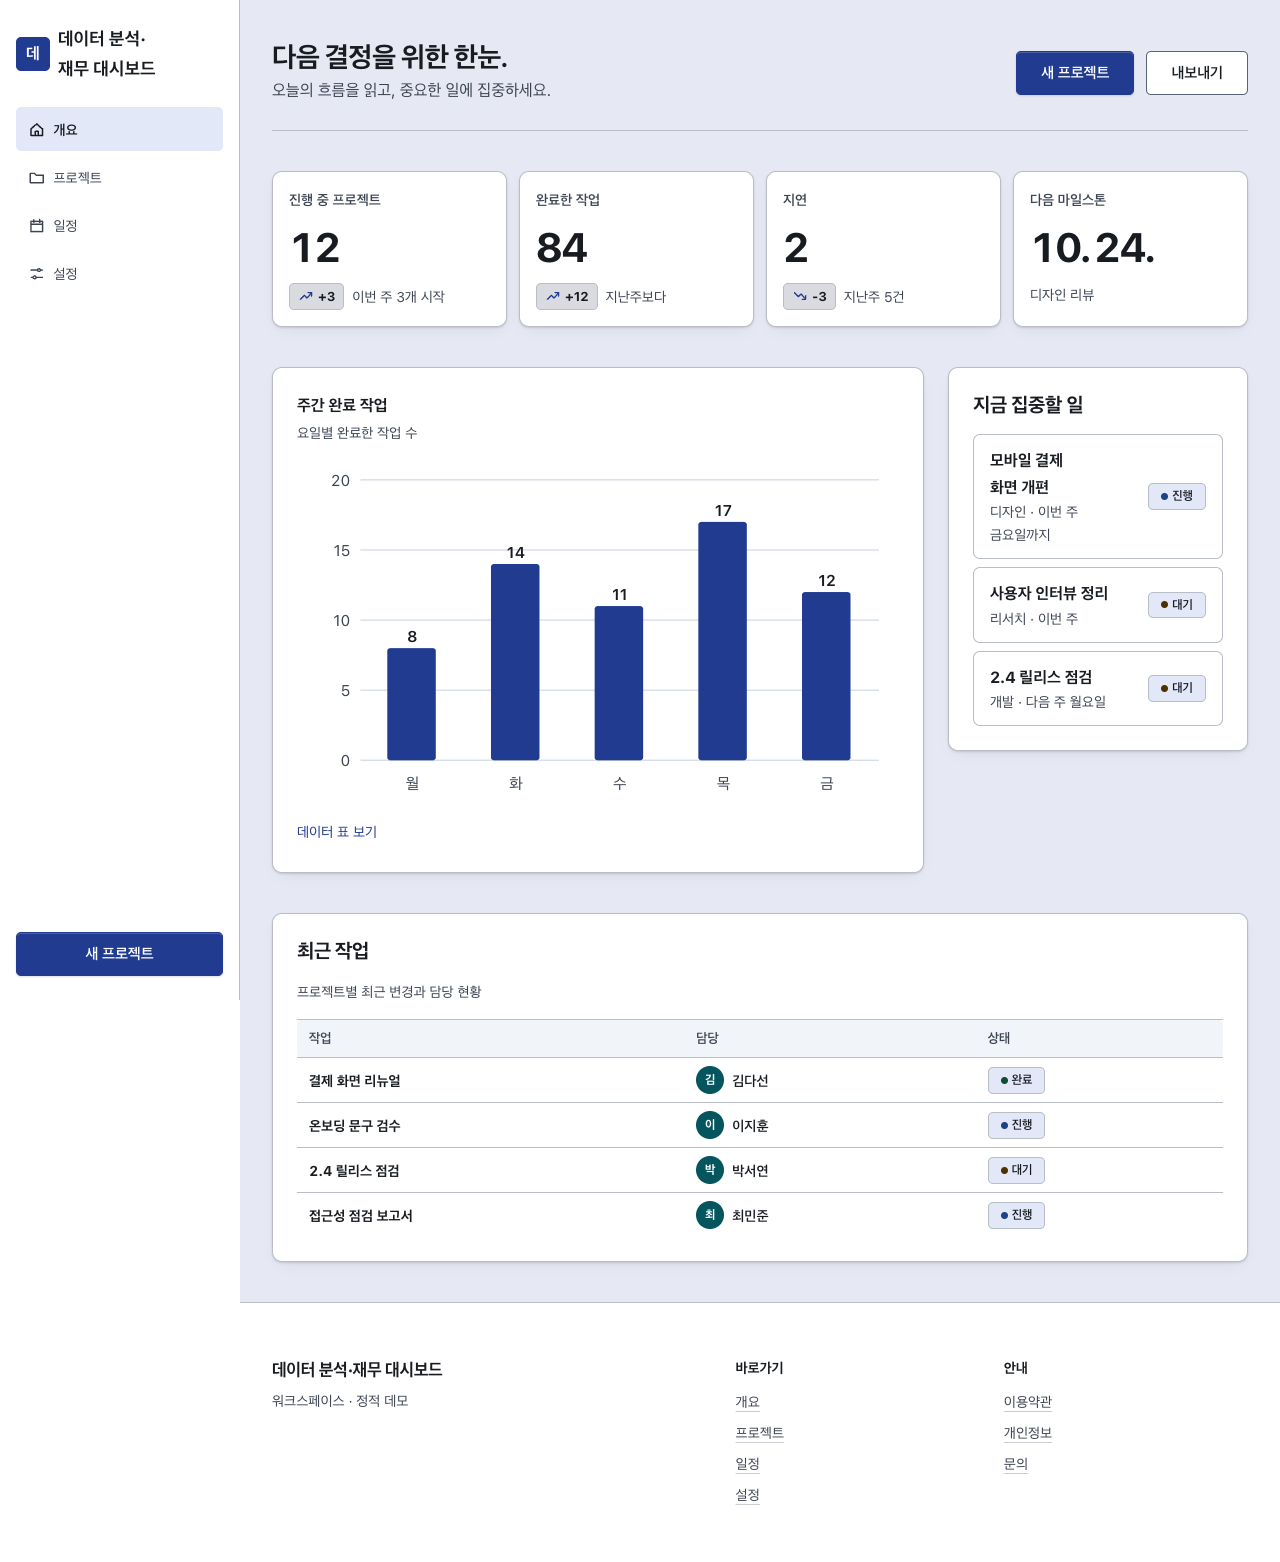 데
데이터 분석·
재무 대시보드
개요
프로젝트
일정
설정
새 프로젝트
다음 결정을 위한 한눈.
오늘의 흐름을 읽고, 중요한 일에 집중하세요.
새 프로젝트
내보내기
진행 중 프로젝트
12
+3 이번 주 3개 시작
완료한 작업
84
+12 지난주보다
지연
2
-3 지난주 5건
다음 마일스톤
10.24.
디자인 리뷰
주간 완료 작업
요일별 완료한 작업 수
20
15
10
5
0
8
14
11
17
12
월 화 수 목 금
데이터 표 보기
지금 집중할 일
모바일 결제
화면 개편
디자인 · 이번 주
금요일까지
진행
사용자 인터뷰 정리
리서치 · 이번 주
대기
2.4 릴리스 점검
개발 · 다음 주 월요일
대기
최근 작업
프로젝트별 최근 변경과 담당 현황
작업 담당 상태
결제 화면 리뉴얼 김 김다선 완료
온보딩 문구 검수 이 이지훈 진행
2.4 릴리스 점검 박 박서연 대기
접근성 점검 보고서 최 최민준 진행
데이터 분석·재무 대시보드
워크스페이스 · 정적 데모
바로가기
개요
프로젝트
일정
설정
안내
이용약관
개인정보
문의